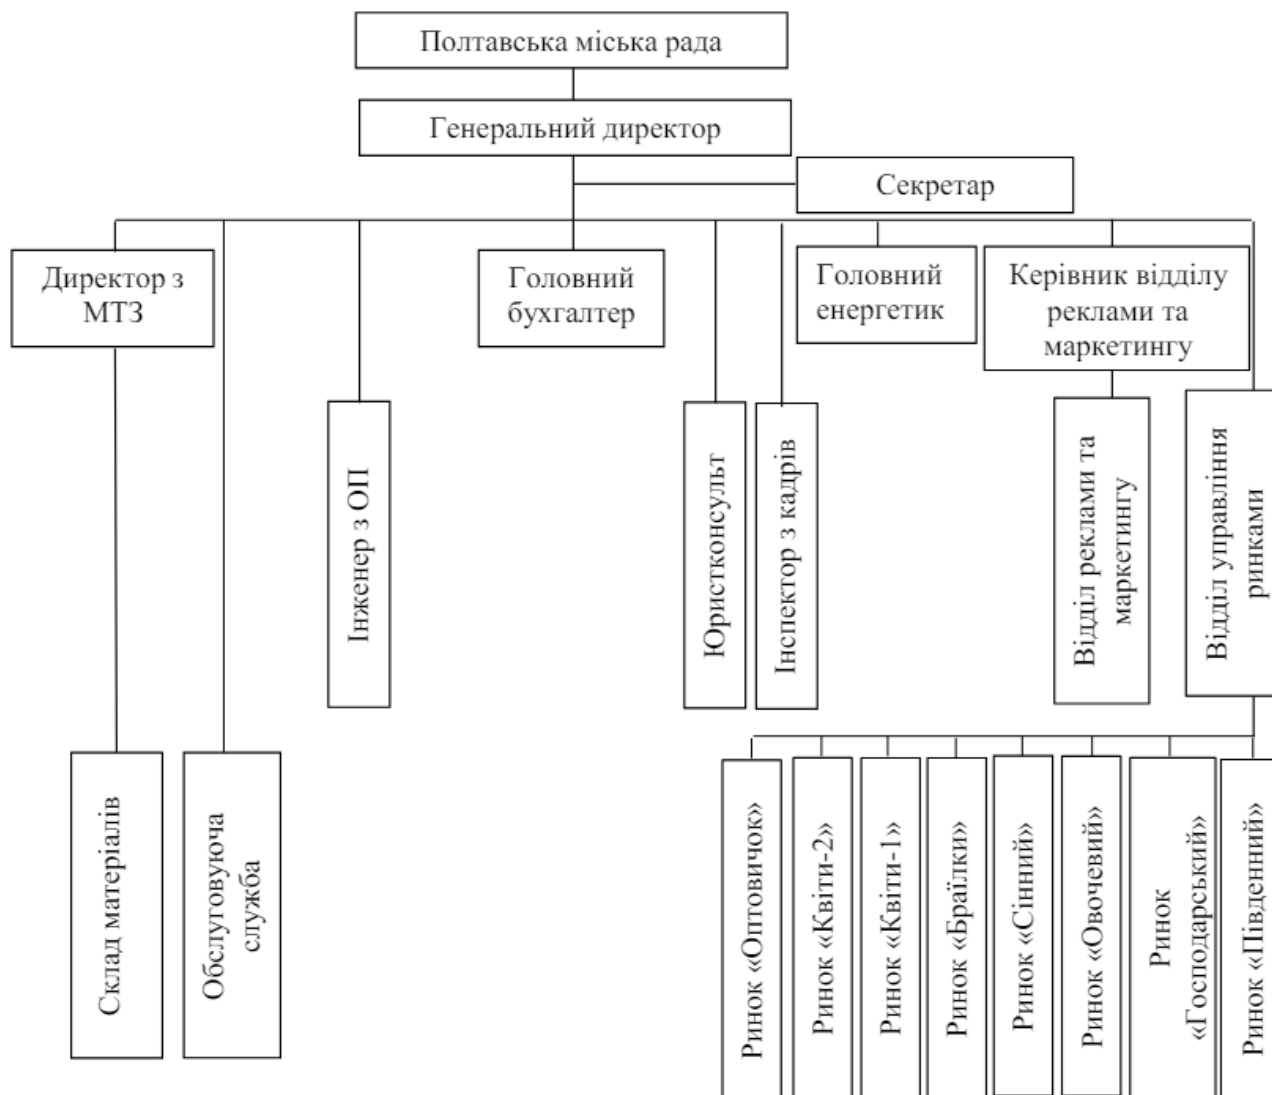 Полтавська міська рада
Генеральний директор
Секретар
Директор з
МТЗ
Головний
бухгалтер
Головний
енергетик
Керівник відділу
реклами та
маркетингу
Інженер з ОП
Юристконсульт
Інспектор з кадрів
Відділ реклами та
маркетингу
Відділ управління
ринками
Склад матеріалів
Обслуговуюча
служба
Ринок «Оптовичок»
Ринок «Квіти-2»
Ринок «Квіти-1»
Ринок «Браїлки»
Ринок «Сінний»
Ринок «Овочевий»
Ринок
«Господарський»
Ринок «Південний»